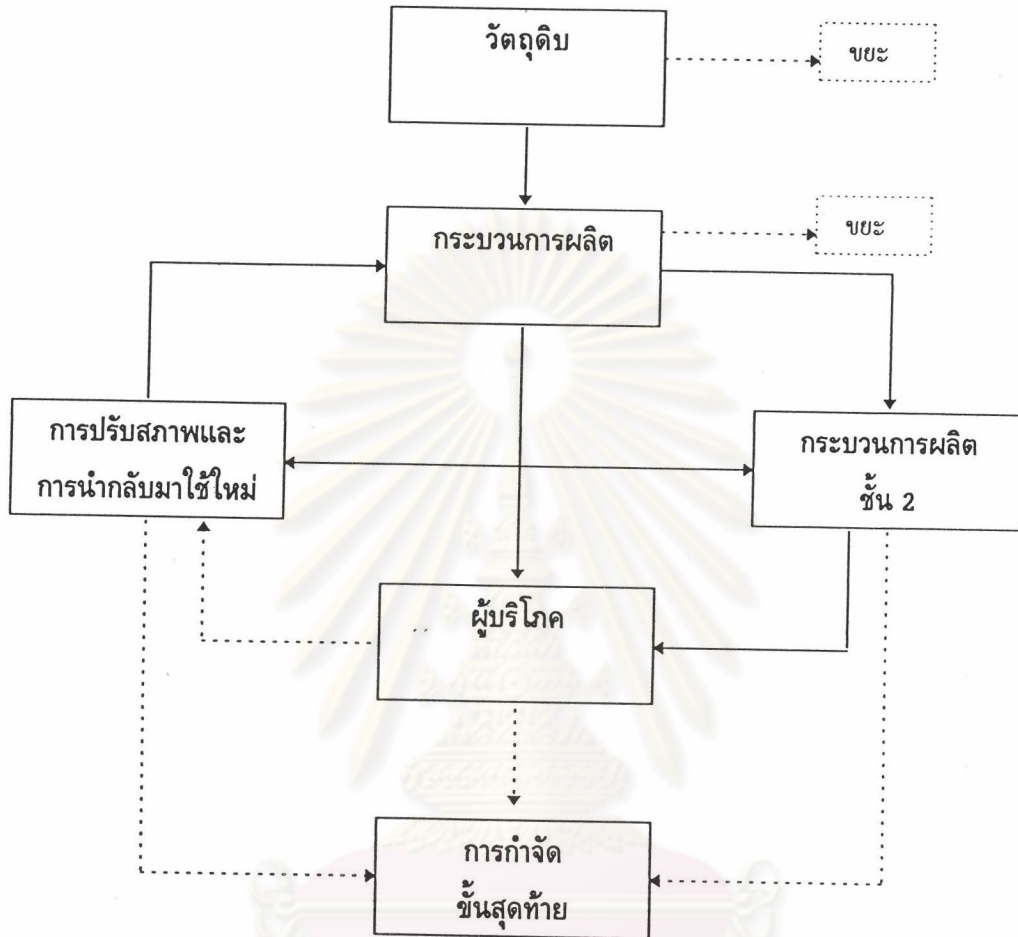 วัตถุดิบ
ขยะ
กระบวนการผลิต
ขยะ
การปรับสภาพและ
การนำกลับมาใช้ใหม่
กระบวนการผลิต
ชั้น 2
ผู้บริโภค
การกำจัด
ขั้นสุดท้าย